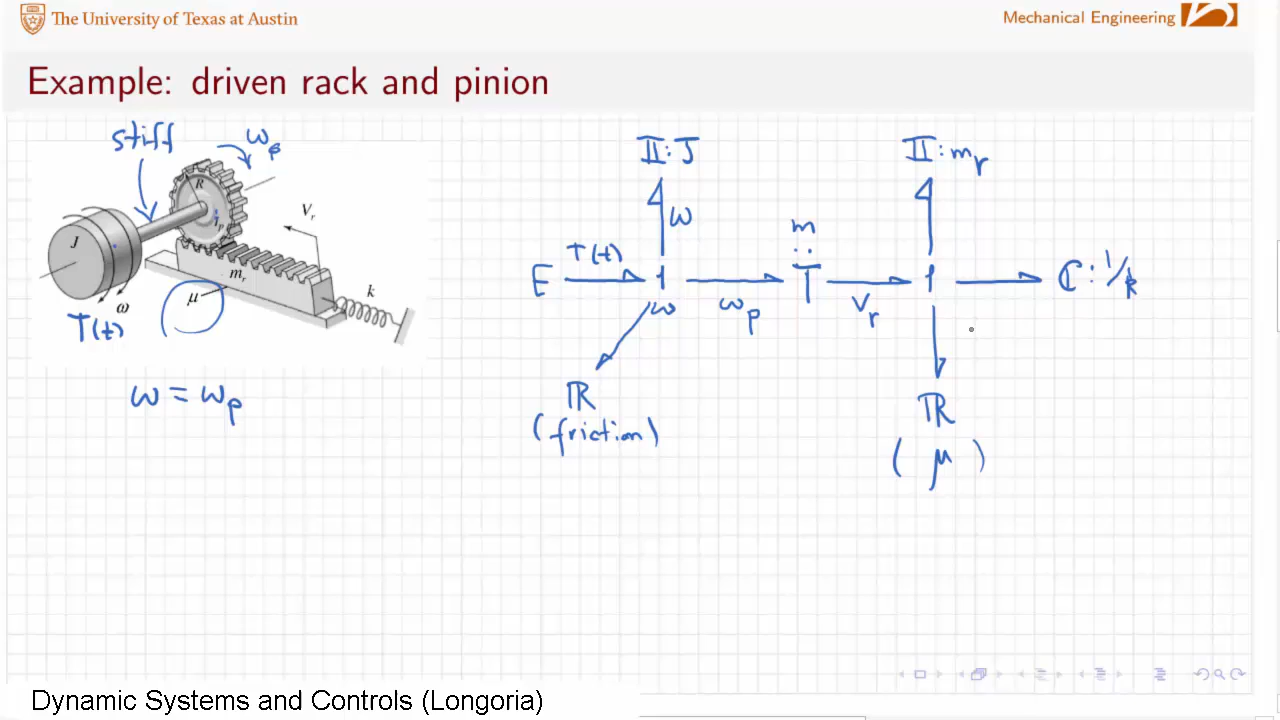 The University of Texas at Austin
Mechanical Engineering
Example: driven rack and pinion
stiff
ω_p
R
I_p
V_r
J
m_r
k
μ
ω
T(t)
ω = ω_p
𝕀: J
𝕀: m_r
ω
m
T(t)
E
1
T
1
ℂ: 1/k
ω
ω_p
V_r
ℝ
(friction)
ℝ
( μ )
Dynamic Systems and Controls (Longoria)